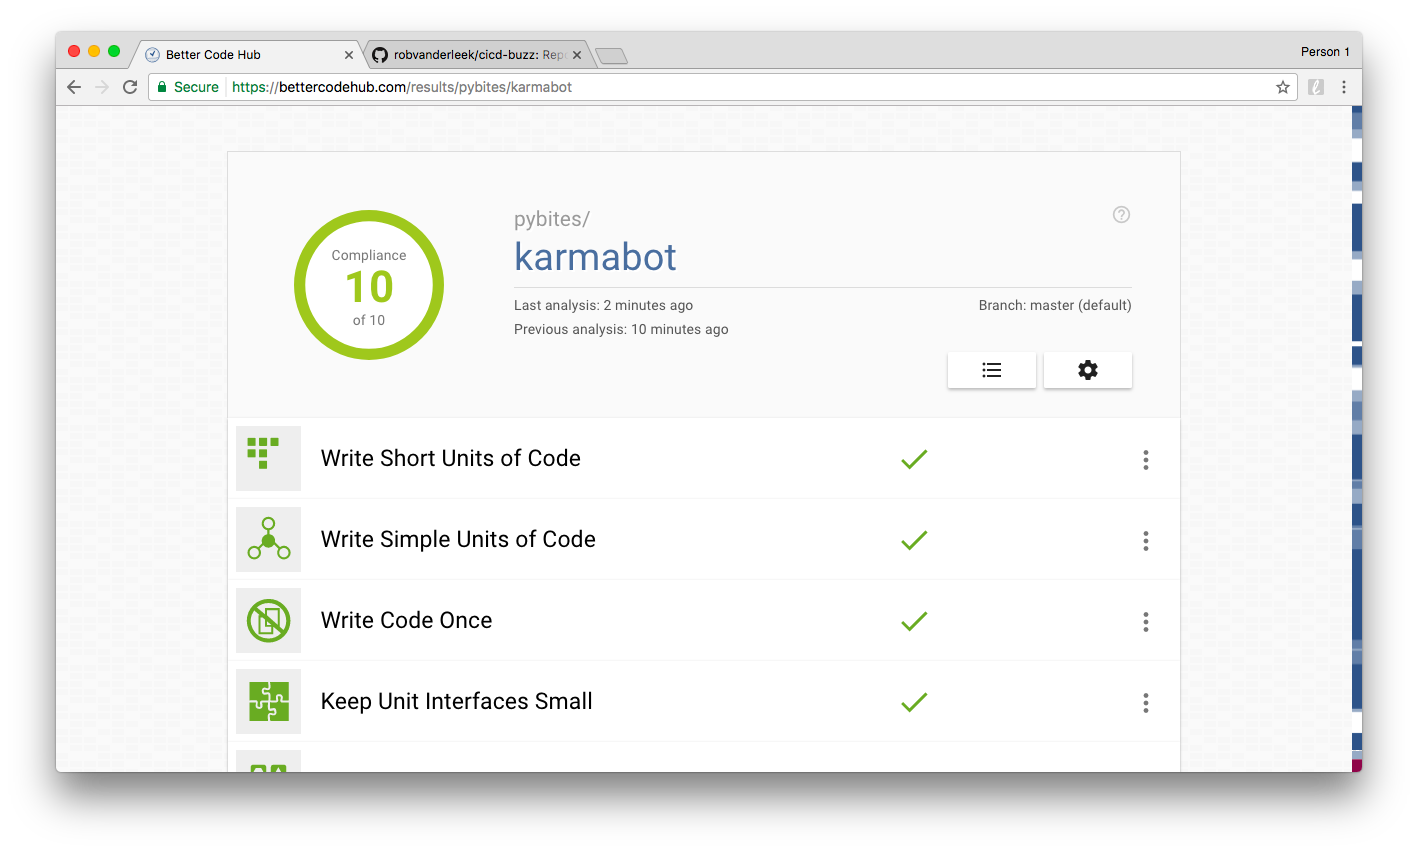 Better Code Hub
robvanderleek/cicd-buzz: Rep
Person 1
Secure
https://bettercodehub.com/results/pybites/karmabot
Compliance
10
of 10
pybites/
karmabot
Last analysis: 2 minutes ago
Branch: master (default)
Previous analysis: 10 minutes ago
Write Short Units of Code
Write Simple Units of Code
Write Code Once
Keep Unit Interfaces Small